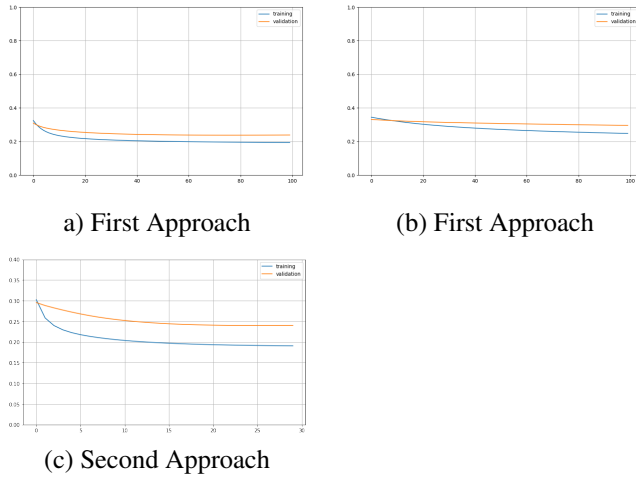 1.0
0.8
0.6
0.4
0.2
0.0
0 20 40 60 80 100
training
validation
a) First Approach
1.0
0.8
0.6
0.4
0.2
0.0
0 20 40 60 80 100
training
validation
(b) First Approach
0.40
0.35
0.30
0.25
0.20
0.15
0.10
0.05
0.00
0 5 10 15 20 25 30
training
validation
(c) Second Approach